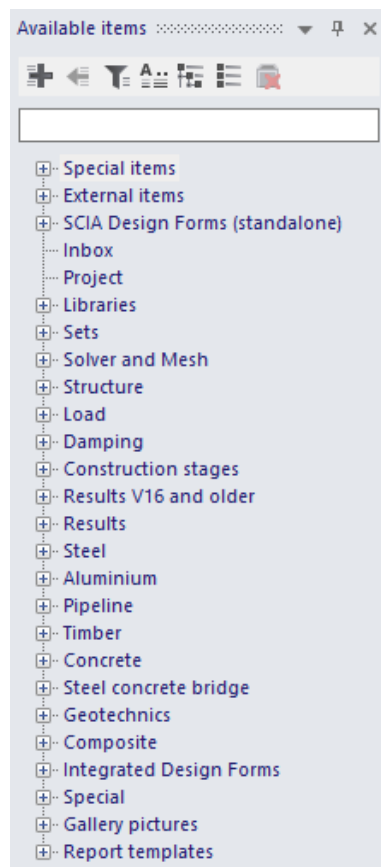 Available items
Special items
External items
SCIA Design Forms (standalone)
Inbox
Project
Libraries
Sets
Solver and Mesh
Structure
Load
Damping
Construction stages
Results V16 and older
Results
Steel
Aluminium
Pipeline
Timber
Concrete
Steel concrete bridge
Geotechnics
Composite
Integrated Design Forms
Special
Gallery pictures
Report templates